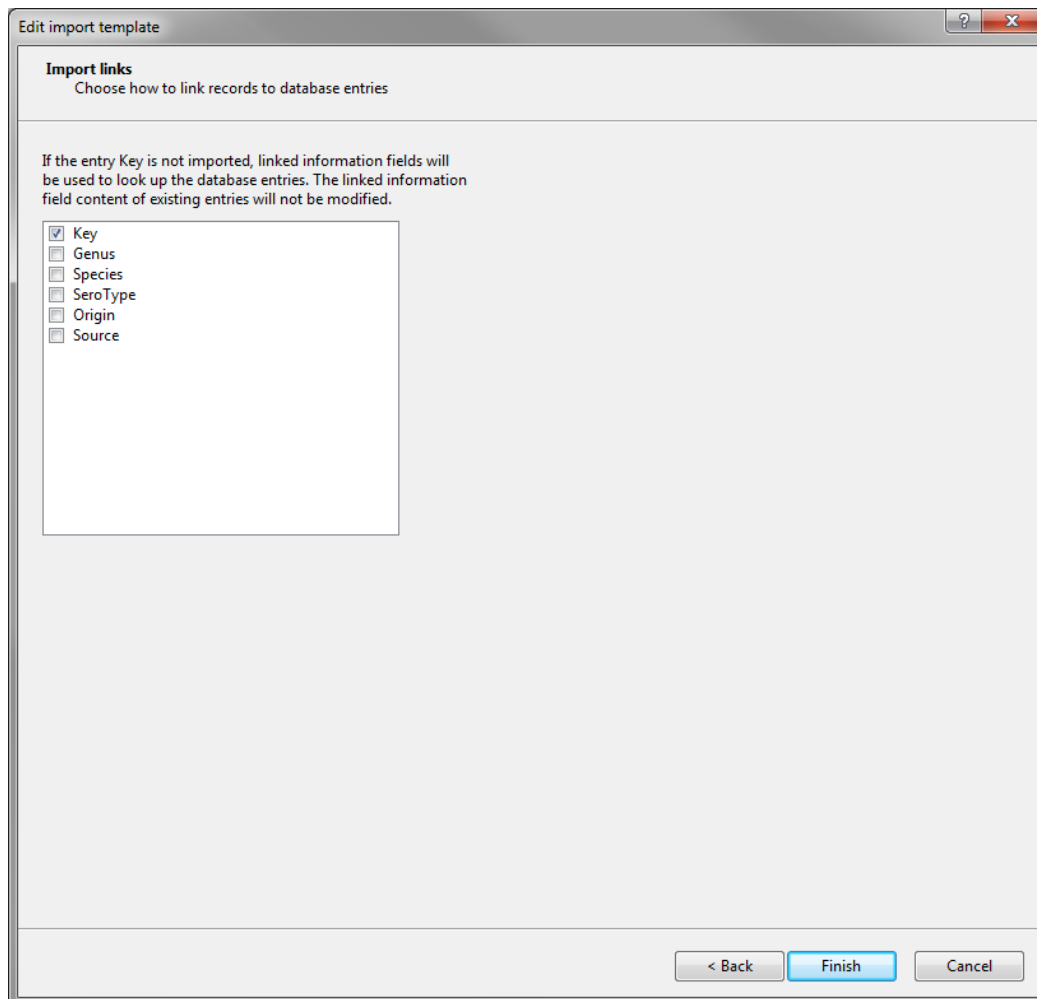 Edit import template
Import links
Choose how to link records to database entries
If the entry Key is not imported, linked information fields will
be used to look up the database entries. The linked information
field content of existing entries will not be modified.
Key
Genus
Species
SeroType
Origin
Source
< Back Finish Cancel